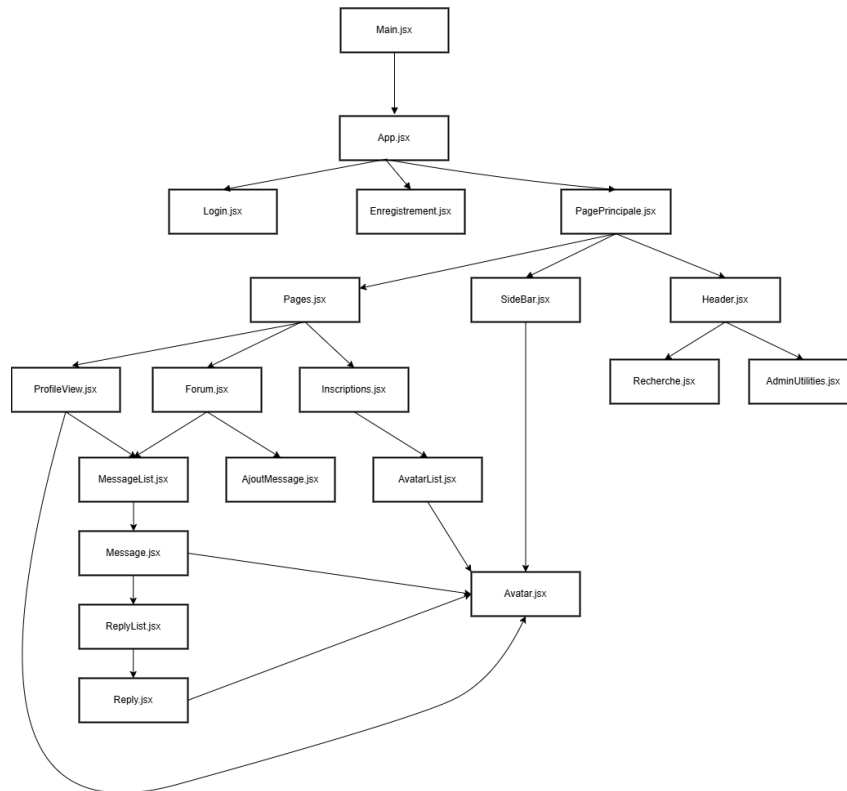 Main.jsx
App.jsx
Login.jsx
Enregistrement.jsx
PagePrincipale.jsx
Pages.jsx
SideBar.jsx
Header.jsx
ProfileView.jsx
Forum.jsx
Inscriptions.jsx
Recherche.jsx
AdminUtilities.jsx
MessageList.jsx
AjoutMessage.jsx
AvatarList.jsx
Message.jsx
Avatar.jsx
ReplyList.jsx
Reply.jsx